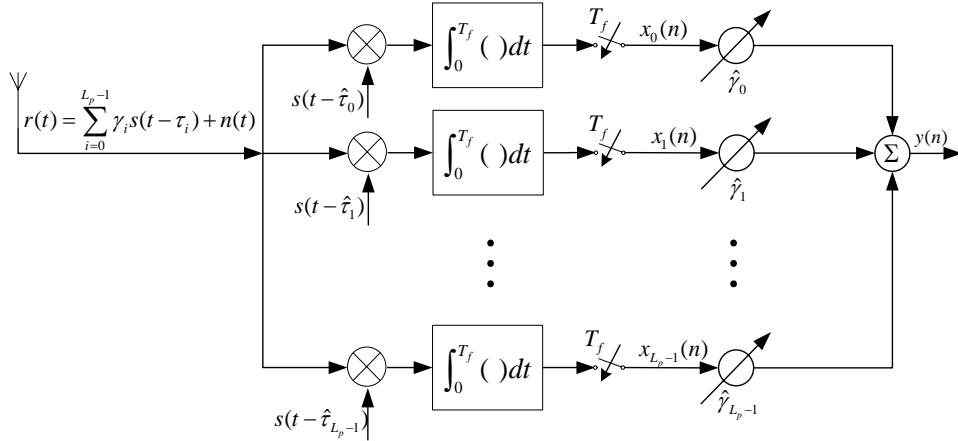 r(t) = \sum_{i=0}^{L_p-1} γ_i s(t−τ_i)+n(t)
s(t−τ̂_0)
∫_0^{T_f} ( )dt
T_f
x_0(n)
γ̂_0
s(t−τ̂_1)
∫_0^{T_f} ( )dt
T_f
x_1(n)
γ̂_1
Σ
y(n)
s(t−τ̂_{L_p−1})
∫_0^{T_f} ( )dt
T_f
x_{L_p−1}(n)
γ̂_{L_p−1}